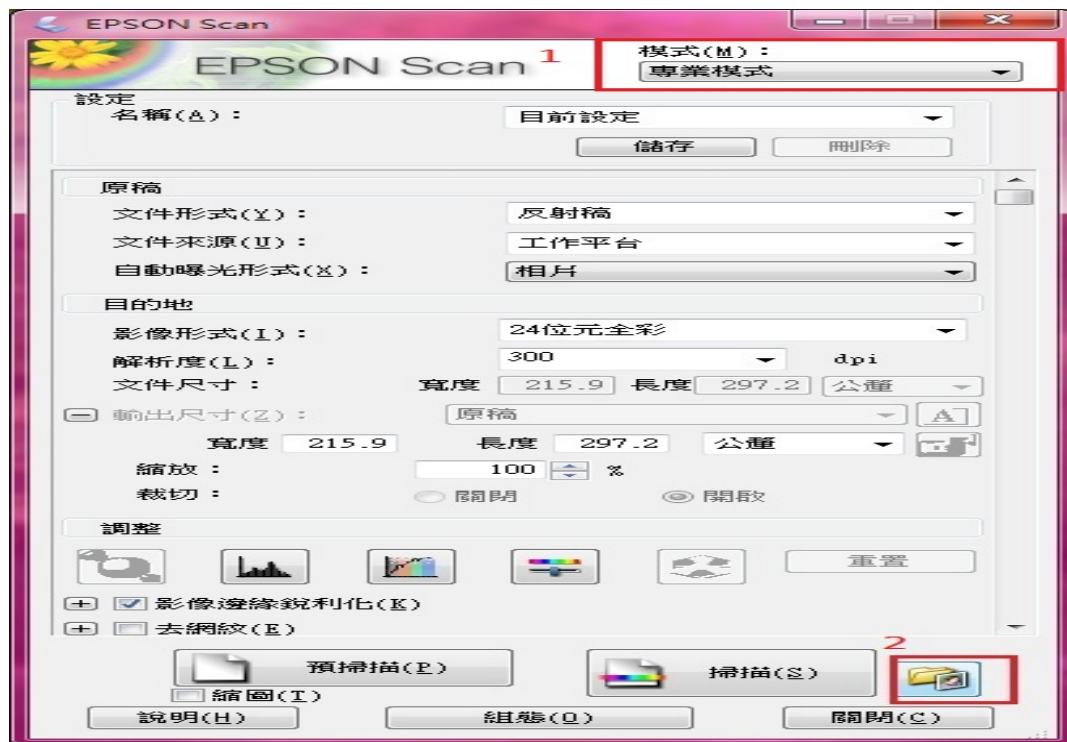 EPSON Scan
EPSON Scan 1 模式(M)：
專業模式
設定
名稱(A)： 目前設定
儲存 刪除
原稿
文件形式(Y)： 反射稿
文件來源(U)： 工作平台
自動曝光形式(X)： 相片
目的地
影像形式(I)： 24位元全彩
解析度(L)： 300 dpi
文件尺寸： 寬度 215.9 長度 297.2 公釐
輸出尺寸(Z)： 原稿
寬度 215.9 長度 297.2 公釐
縮放： 100 %
裁切： 關閉 開啟
調整
重置
影像邊緣銳利化(K)
去網紋(E)
2
預掃描(P) 掃描(S)
縮圖(T)
說明(H) 組態(O) 關閉(C)